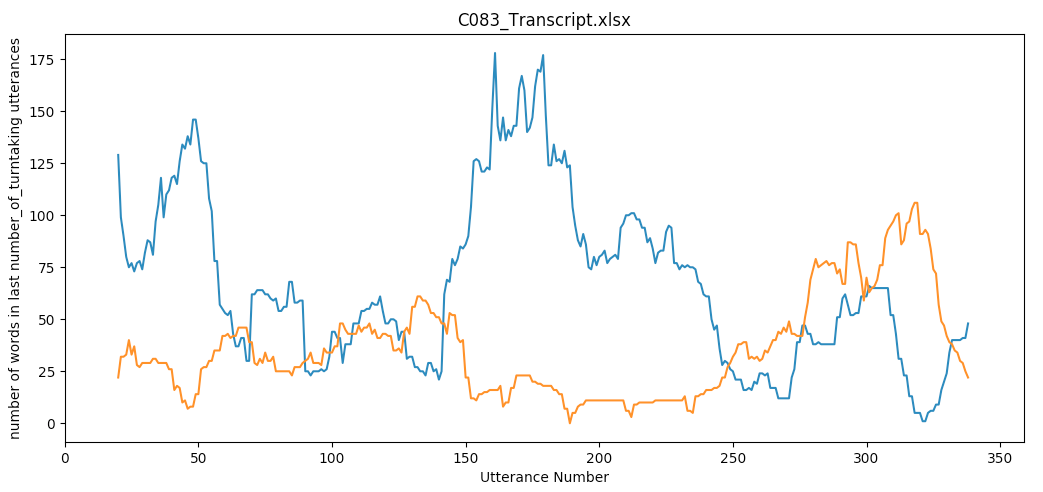 C083_Transcript.xlsx
number of words in last number_of_turntaking utterances
175
150
125
100
75
50
25
0
0 50 100 150 200 250 300 350
Utterance Number